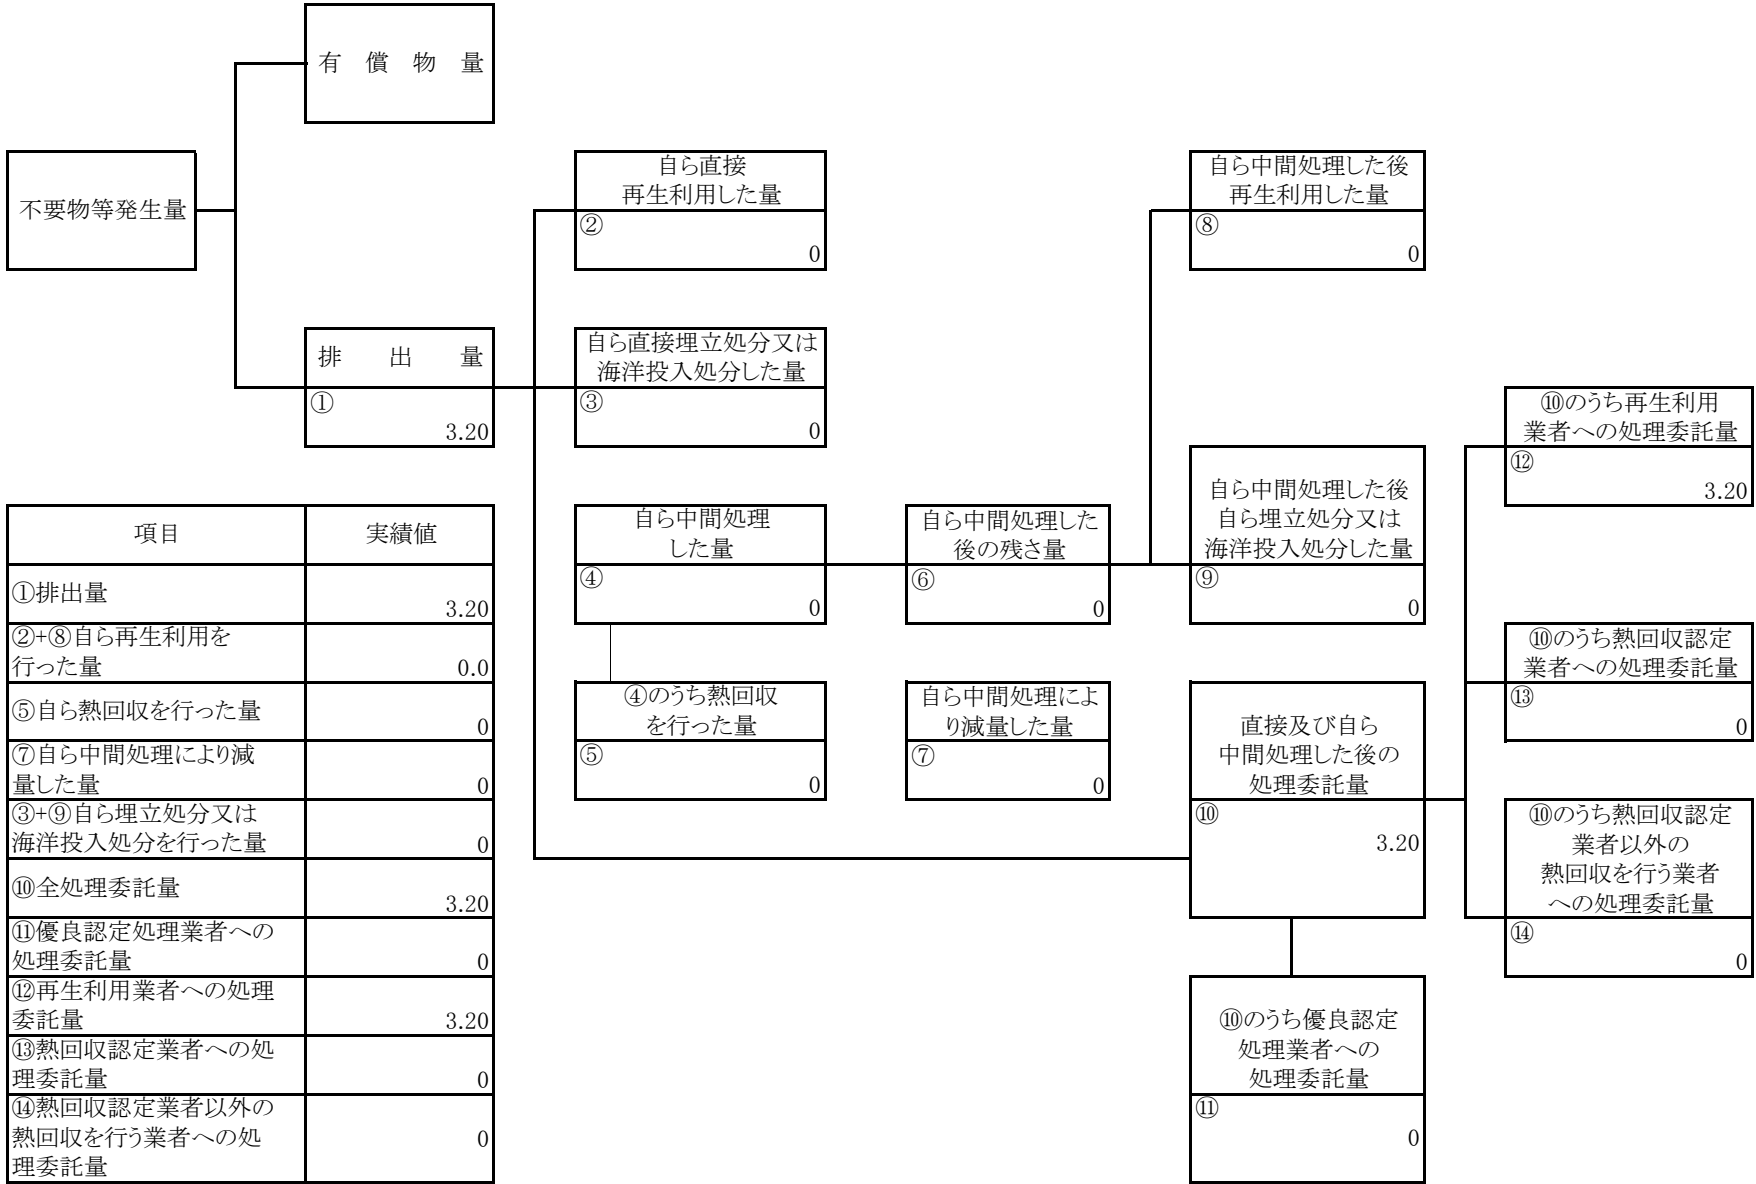 有　償　物　量
不要物等発生量
自ら直接
再生利用した量
②
0
自ら中間処理した後
再生利用した量
⑧
0
排　出　量
①
3.20
自ら直接埋立処分又は
海洋投入処分した量
③
0
⑩のうち再生利用
業者への処理委託量
⑫
3.20
自ら中間処理
した量
④
0
自ら中間処理した
後の残さ量
⑥
0
自ら中間処理した後
自ら埋立処分又は
海洋投入処分した量
⑨
0
⑩のうち熱回収認定
業者への処理委託量
⑬
0
④のうち熱回収
を行った量
⑤
0
自ら中間処理によ
り減量した量
⑦
0
直接及び自ら
中間処理した後の
処理委託量
⑩
3.20
⑩のうち熱回収認定
業者以外の
熱回収を行う業者
への処理委託量
⑭
0
⑩のうち優良認定
処理業者への
処理委託量
⑪
0
項目 実績値
①排出量
3.20
②+⑧自ら再生利用を
行った量
0.0
⑤自ら熱回収を行った量
0
⑦自ら中間処理により減
量した量
0
③+⑨自ら埋立処分又は
海洋投入処分を行った量
0
⑩全処理委託量
3.20
⑪優良認定処理業者への
処理委託量
0
⑫再生利用業者への処理
委託量
3.20
⑬熱回収認定業者への処
理委託量
0
⑭熱回収認定業者以外の
熱回収を行う業者への処
理委託量
0